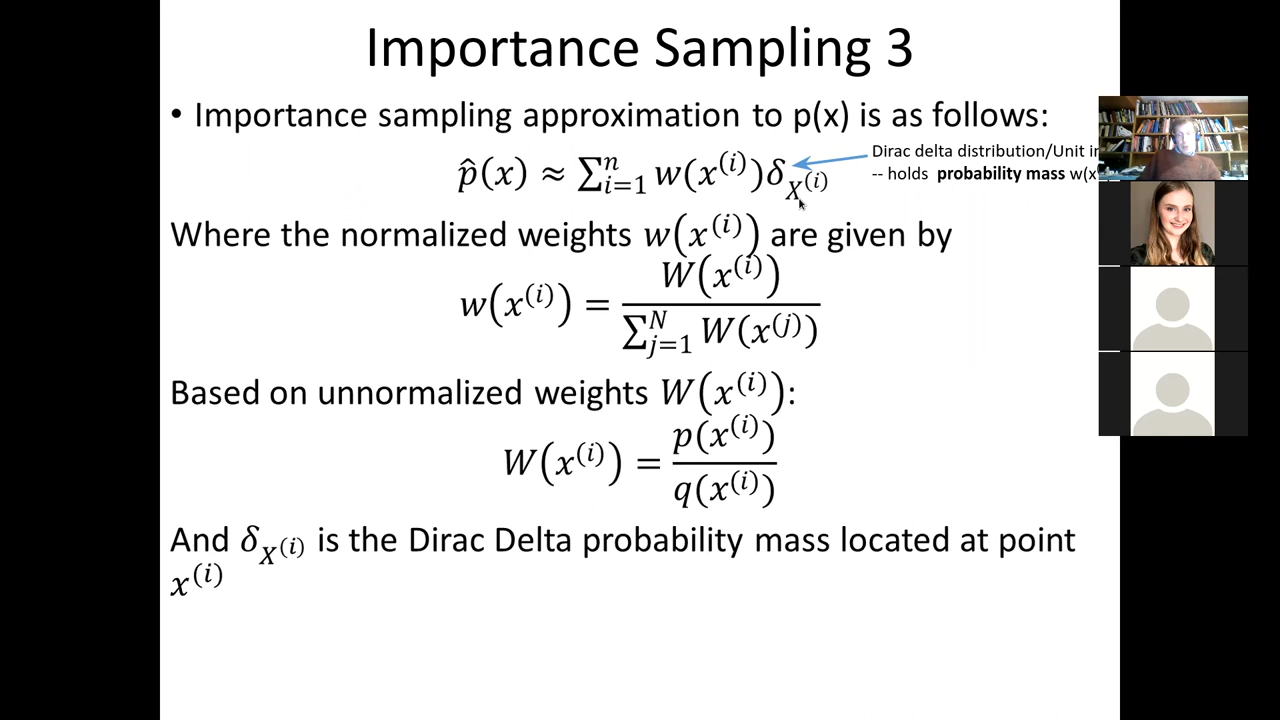 Importance Sampling 3
• Importance sampling approximation to p(x) is as follows:
p̂(x) ≈ ∑ⁿᵢ₌₁ w(x⁽ⁱ⁾)δ_X⁽ⁱ⁾
Dirac delta distribution/Unit
-- holds probability mass w(x
Where the normalized weights w(x⁽ⁱ⁾) are given by
w(x⁽ⁱ⁾) = W(x⁽ⁱ⁾) / ∑ᴺⱼ₌₁ W(x⁽ʲ⁾)
Based on unnormalized weights W(x⁽ⁱ⁾):
W(x⁽ⁱ⁾) = p(x⁽ⁱ⁾) / q(x⁽ⁱ⁾)
And δ_X⁽ⁱ⁾ is the Dirac Delta probability mass located at point
x⁽ⁱ⁾